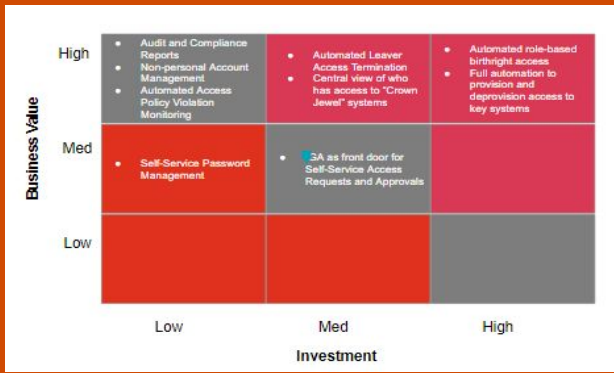 High
● Audit and Compliance
Reports
● Non-personal Account
Management
● Automated Access
Policy Violation
Monitoring
● Automated Leaver
Access Termination
● Central view of who
has access to "Crown
Jewel" systems
● Automated role-based
birthright access
● Full automation to
provision and
deprovision access to
key systems
Business Value
Med
● Self-Service Password
Management
● GA as front door for
Self-Service Access
Requests and Approvals
Low
Low
Med
High
Investment